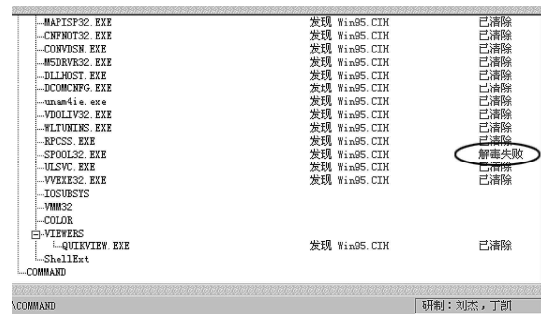 MAPISP32.EXE 发现 Win95.CIH 已清除
CNFNOT32.EXE 发现 Win95.CIH 已清除
CONVDSN.EXE 发现 Win95.CIH 已清除
M5DRVR32.EXE 发现 Win95.CIH 已清除
DLLHOST.EXE 发现 Win95.CIH 已清除
DCOMCNFG.EXE 发现 Win95.CIH 已清除
unam4ie.exe 发现 Win95.CIH 已清除
VDOLIV32.EXE 发现 Win95.CIH 已清除
WLTUNINS.EXE 发现 Win95.CIH 已清除
RPCSS.EXE 发现 Win95.CIH 已清除
SPOOL32.EXE 发现 Win95.CIH 解毒失败
ULSVC.EXE 发现 Win95.CIH 已清除
VVEXE32.EXE 发现 Win95.CIH 已清除
IOSUBSYS
VMM32
COLOR
VIEWERS
QUIKVIEW.EXE 发现 Win95.CIH 已清除
ShellExt
COMMAND
\COMMAND 研制：刘杰，丁凯